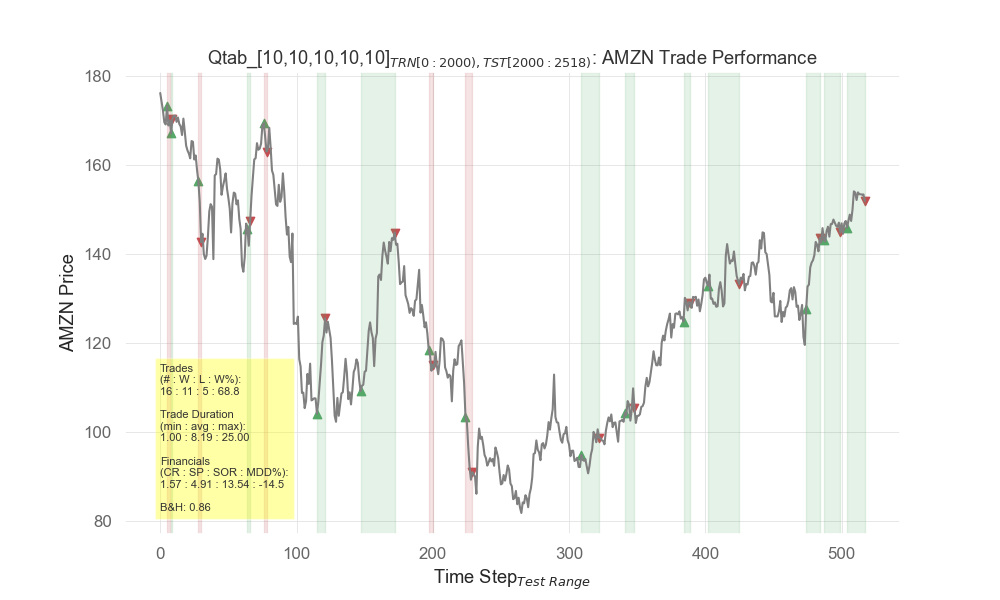 Qtab_[10,10,10,10,10]TRN[0 : 2000), TST[2000 : 2518) : AMZN Trade Performance
180
160
140
120
100
80
AMZN Price
Trades
(# : W : L : W%):
16 : 11 : 5 : 68.8
Trade Duration
(min : avg : max):
1.00 : 8.19 : 25.00
Financials
(CR : SP : SOR : MDD%):
1.57 : 4.91 : 13.54 : -14.5
B&H: 0.86
0 100 200 300 400 500
Time StepTest Range